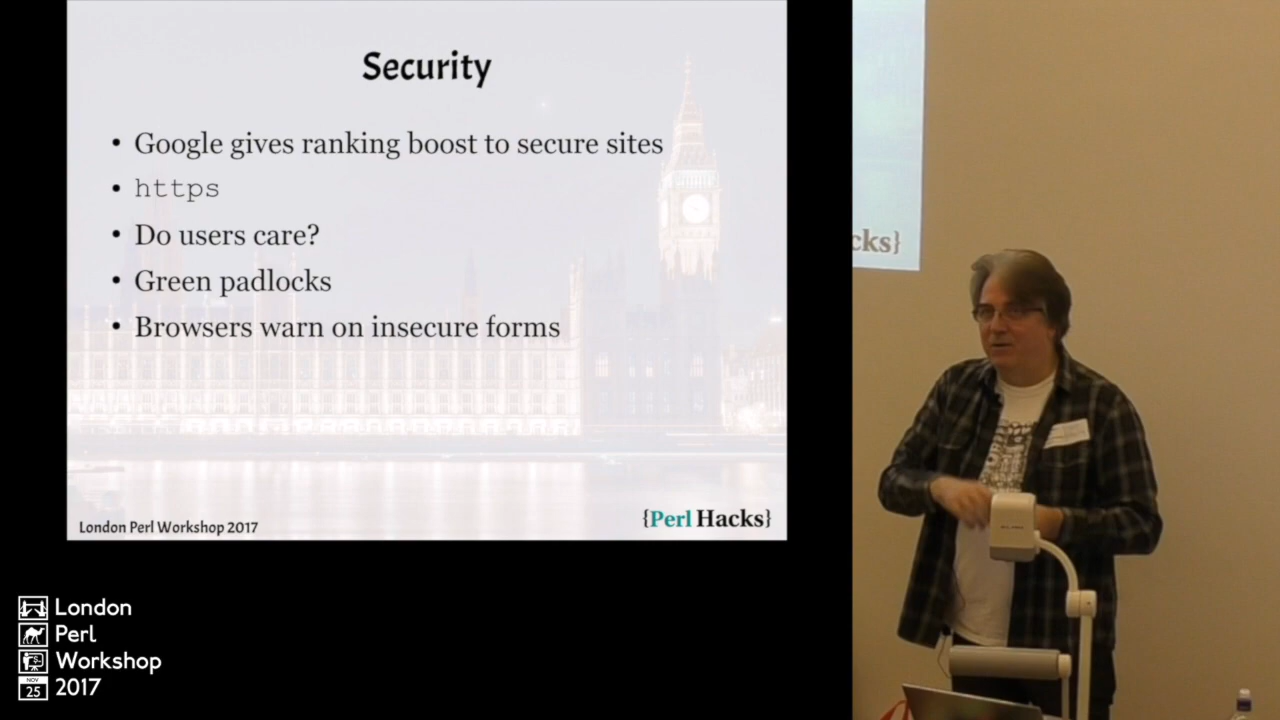 Security
• Google gives ranking boost to secure sites
• https
• Do users care?
• Green padlocks
• Browsers warn on insecure forms
London Perl Workshop 2017
{Perl Hacks}
cks}
London
Perl
Workshop
NOV
25
2017